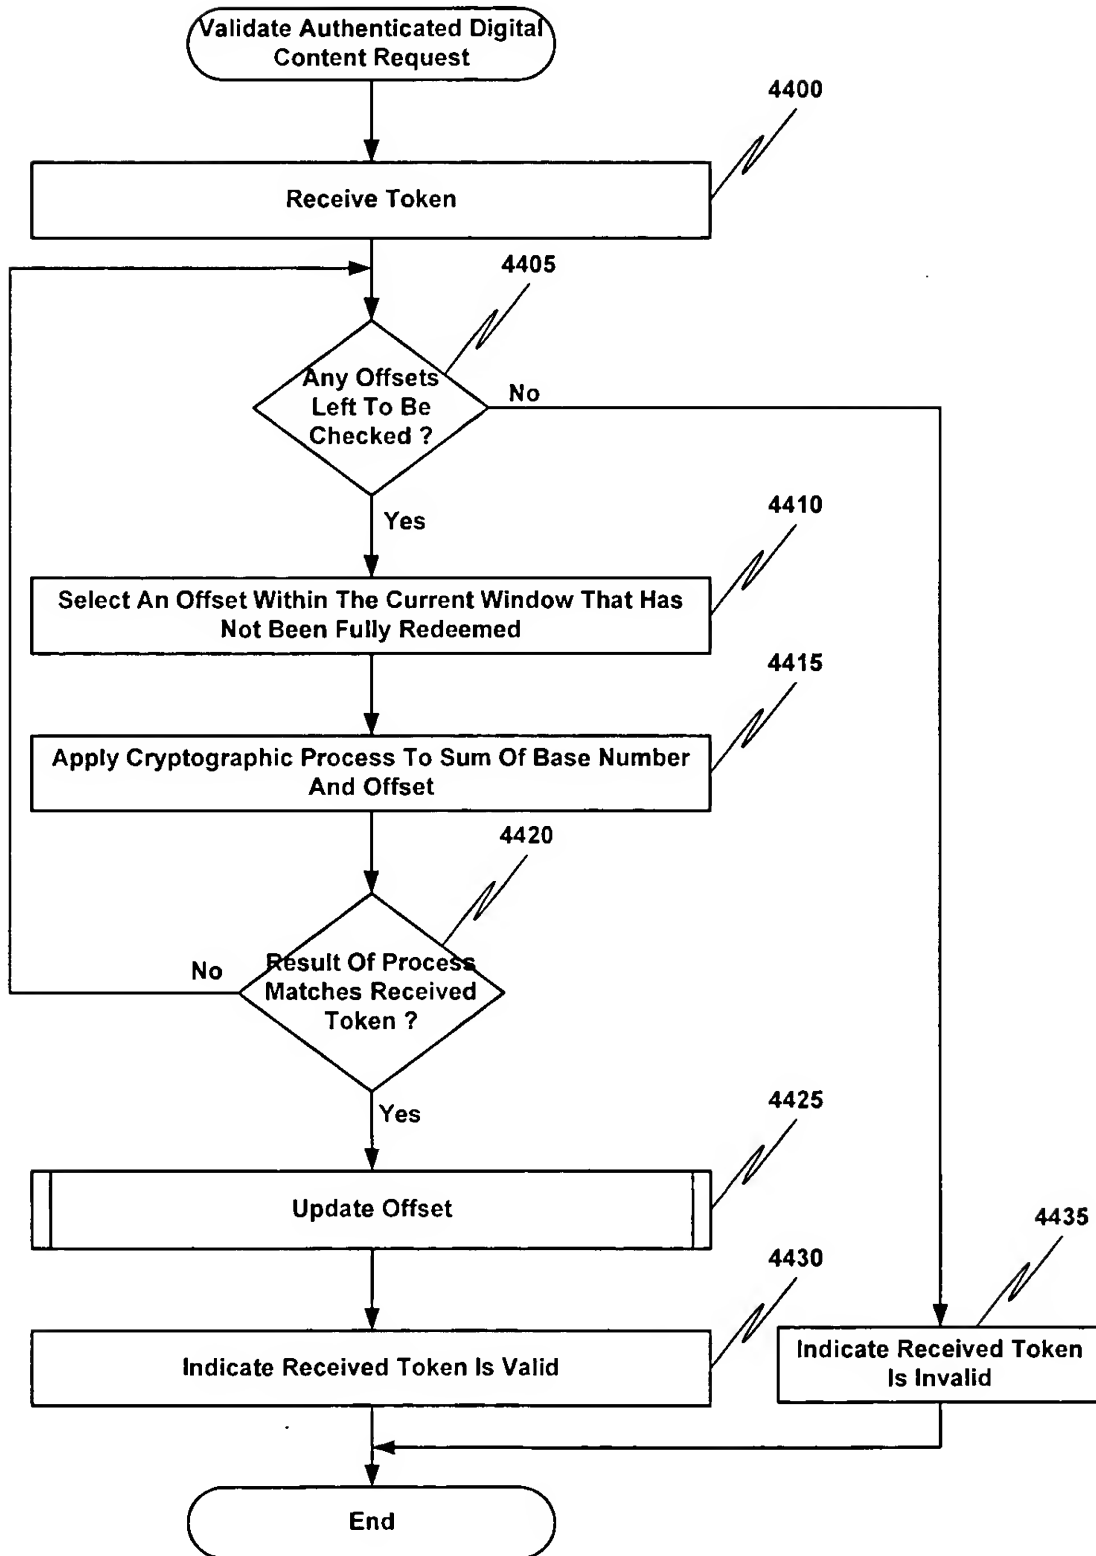 Validate Authenticated Digital
Content Request
4400
Receive Token
4405
Any Offsets
Left To Be
Checked ?
No
Yes
4410
Select An Offset Within The Current Window That Has
Not Been Fully Redeemed
4415
Apply Cryptographic Process To Sum Of Base Number
And Offset
4420
Result Of Process
Matches Received
Token ?
No
Yes
4425
Update Offset
4435
4430
Indicate Received Token Is Valid
Indicate Received Token
Is Invalid
End